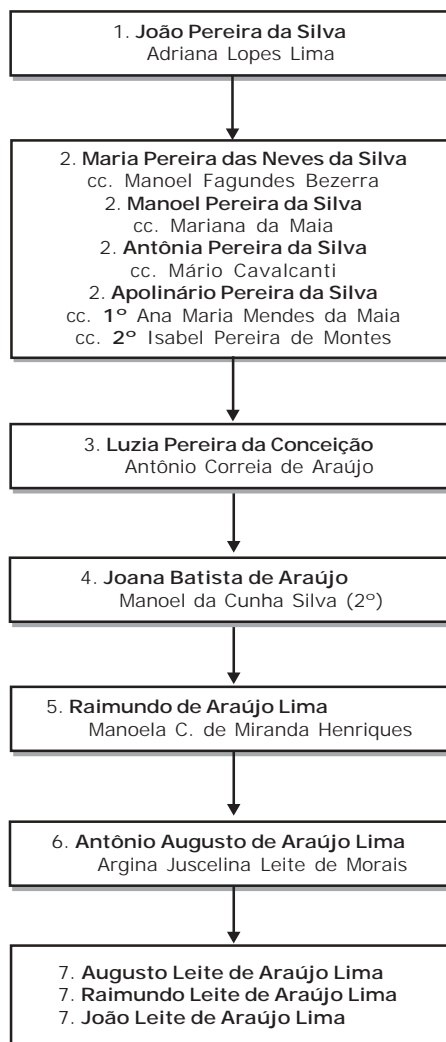 1. João Pereira da Silva
Adriana Lopes Lima
2. Maria Pereira das Neves da Silva
cc. Manoel Fagundes Bezerra
2. Manoel Pereira da Silva
cc. Mariana da Maia
2. Antônia Pereira da Silva
cc. Mário Cavalcanti
2. Apolinário Pereira da Silva
cc. 1º Ana Maria Mendes da Maia
cc. 2º Isabel Pereira de Montes
3. Luzia Pereira da Conceição
Antônio Correia de Araújo
4. Joana Batista de Araújo
Manoel da Cunha Silva (2º)
5. Raimundo de Araújo Lima
Manoela C. de Miranda Henriques
6. Antônio Augusto de Araújo Lima
Argina Juscelina Leite de Morais
7. Augusto Leite de Araújo Lima
7. Raimundo Leite de Araújo Lima
7. João Leite de Araújo Lima